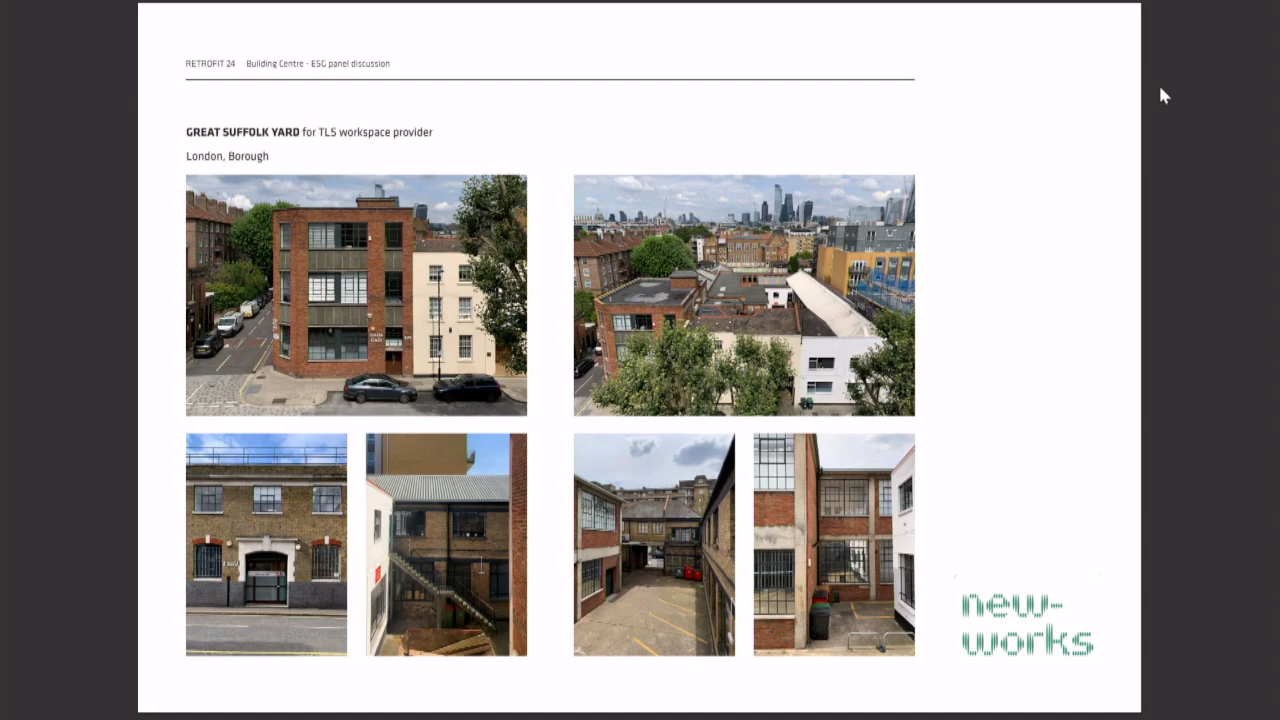 RETROFIT 24 Building Centre - ESG panel discussion
GREAT SUFFOLK YARD for TLS workspace provider
London, Borough
new-
works